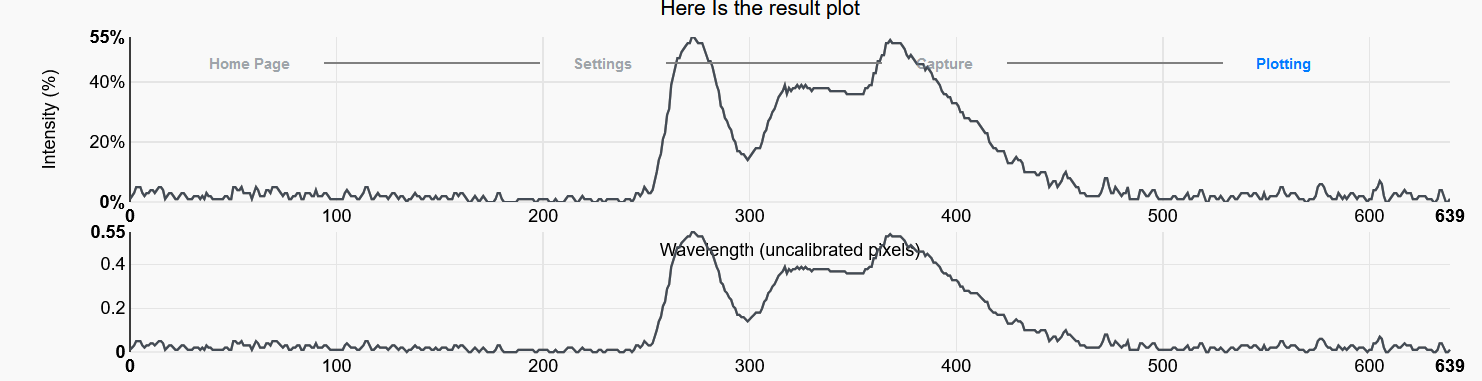 Here Is the result plot
55%
Home Page Settings Capture Plotting
40%
Intensity (%)
20%
0%
0 100 200 300 400 500 600 639
0.55
Wavelength (uncalibrated pixels)
0.4
0.2
0
0 100 200 300 400 500 600 639